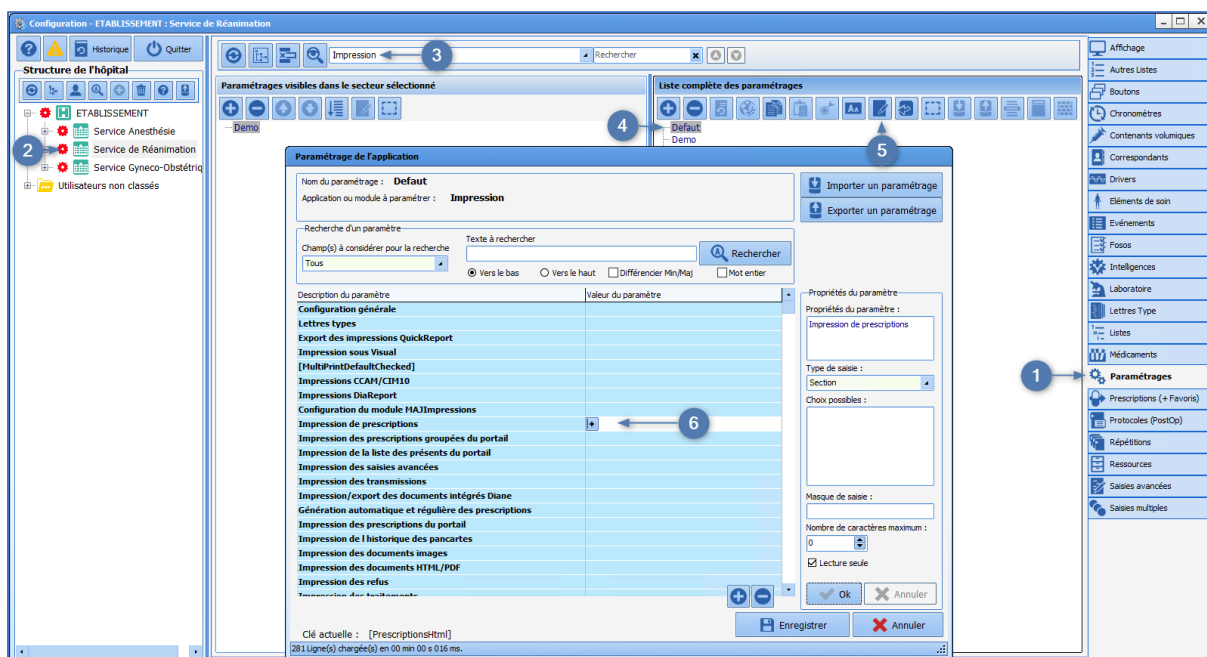 Configuration - ETABLISSEMENT : Service de Réanimation
Historique
Quitter
Structure de l'hôpital
ETABLISSEMENT
Service Anesthésie
2
Service de Réanimation
Service Gyneco-Obstétriq
Utilisateurs non classés
Impression
3
Rechercher
Paramétrages visibles dans le secteur sélectionné
Demo
Liste complète des paramétrages
4
Defaut
Demo
5
Paramétrage de l'application
Nom du paramétrage : Defaut
Application ou module à paramétrer : Impression
Importer un paramétrage
Exporter un paramétrage
Recherche d'un paramètre
Champ(s) à considérer pour la recherche
Tous
Texte à rechercher
Rechercher
Vers le bas
Vers le haut
Différencier Min/Maj
Mot entier
Description du paramètre
Valeur du paramètre
Configuration générale
Lettres types
Export des impressions QuickReport
Impression sous Visual
[MultiPrintDefaultChecked]
Impressions CCAM/CIM10
Impressions DiaReport
Configuration du module MAJImpressions
Impression de prescriptions
6
Impression des prescriptions groupées du portail
Impression de la liste des présents du portail
Impression des saisies avancées
Impression des transmissions
Impression/export des documents intégrés Diane
Génération automatique et régulière des prescriptions
Impression des prescriptions du portail
Impression de l historique des pancartes
Impression des documents images
Impression des documents HTML/PDF
Impression des refus
Impression des traitements
Propriétés du paramètre
Propriétés du paramètre :
Impression de prescriptions
Type de saisie :
Section
Choix possibles :
Masque de saisie :
Nombre de caractères maximum :
0
Lecture seule
Ok
Annuler
Enregistrer
Annuler
Clé actuelle : [PrescriptionsHtml]
281 Ligne(s) chargée(s) en 00 min 00 s 016 ms.
Affichage
Autres Listes
Boutons
Chronomètres
Contenants volumiques
Correspondants
Drivers
Eléments de soin
Evénements
Fosos
Intelligences
Laboratoire
Lettres Type
Listes
Médicaments
1
Paramétrages
Prescriptions (+ Favoris)
Protocoles (PostOp)
Répétitions
Ressources
Saisies avancées
Saisies multiples